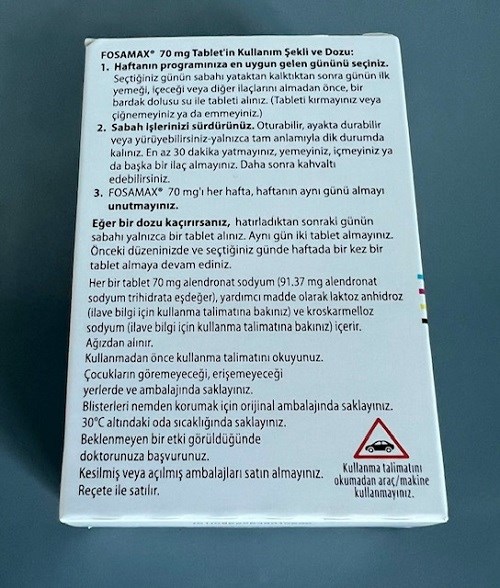 FOSAMAX® 70 mg Tablet'in Kullanım Şekli ve Dozu:
1. Haftanın programınıza en uygun gelen gününü seçiniz.
Seçtiğiniz günün sabahı yataktan kalktıktan sonra günün ilk
yemeği, içeceği veya diğer ilaçlarını almadan önce, bir
bardak dolusu su ile tableti alınız. (Tableti kırmayınız veya
çiğnemeyiniz ya da emmeyiniz.)
2. Sabah işlerinizi sürdürünüz. Oturabilir, ayakta durabilir
veya yürüyebilirsiniz-yalnızca tam anlamıyla dik durumda
kalınız. En az 30 dakika yatmayınız, yemeyiniz, içmeyiniz ya
da başka bir ilaç almayınız. Daha sonra kahvaltı
edebilirsiniz.
3. FOSAMAX® 70 mg'ı her hafta, haftanın aynı günü almayı
unutmayınız.
Eğer bir dozu kaçırırsanız, hatırladıktan sonraki günün
sabahı yalnızca bir tablet alınız. Aynı gün iki tablet almayınız.
Önceki düzeninizde ve seçtiğiniz günde haftada bir kez bir
tablet almaya devam ediniz.
Her bir tablet 70 mg alendronat sodyum (91.37 mg alendronat
sodyum trihidrata eşdeğer), yardımcı madde olarak laktoz anhidroz
(ilave bilgi için kullanma talimatına bakınız) ve kroskarmelloz
sodyum (ilave bilgi için kullanma talimatına bakınız) içerir.
Ağızdan alınır.
Kullanmadan önce kullanma talimatını okuyunuz.
Çocukların göremeyeceği, erişemeyeceği
yerlerde ve ambalajında saklayınız.
Blisterleri nemden korumak için orijinal ambalajında saklayınız.
30°C altındaki oda sıcaklığında saklayınız.
Beklenmeyen bir etki görüldüğünde
doktorunuza başvurunuz.
Kesilmiş veya açılmış ambalajları satın almayınız.
Reçete ile satılır.
Kullanma talimatını
okumadan araç/makine
kullanmayınız.